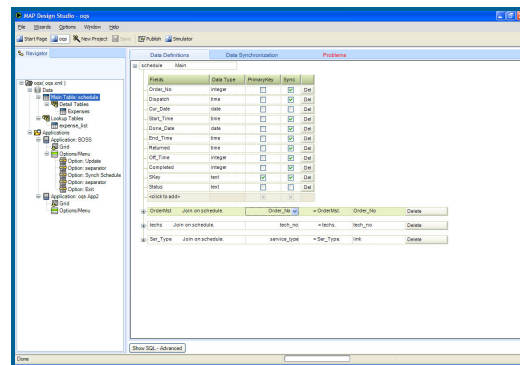 MAP Design Studio - oqs
File Wizards Options Window Help
Start Page oqs New Project Save Publish Simulator
Navigator
Data Definitions Data Synchronization Problems
schedule Main
Fields Data Type PrimaryKey Sync
Order_No integer Del
Dispatch time Del
Cur_Date date Del
Start_Time time Del
Done_Date date Del
End_Time time Del
Returned time Del
Off_Time integer Del
Completed integer Del
SKey text Del
Status text Del
<click to add>
OrderMst Join on schedule. Order_No = OrderMst. Order_No Delete
techs Join on schedule. tech_no = techs. tech_no Delete
Ser_Type Join on schedule. service_type = Ser_Type. link Delete
oqs( oqs.xml )
Data
Main Table: schedule
Detail Tables
Expenses
Lookup Tables
expense_list
Applications
Application: BOSS
Grid
Options/Menu
Option: Update
Option: separator
Option: Synch Schedule
Option: separator
Option: Exit
Application: oqs App2
Grid
Options/Menu
Show SQL - Advanced
Done